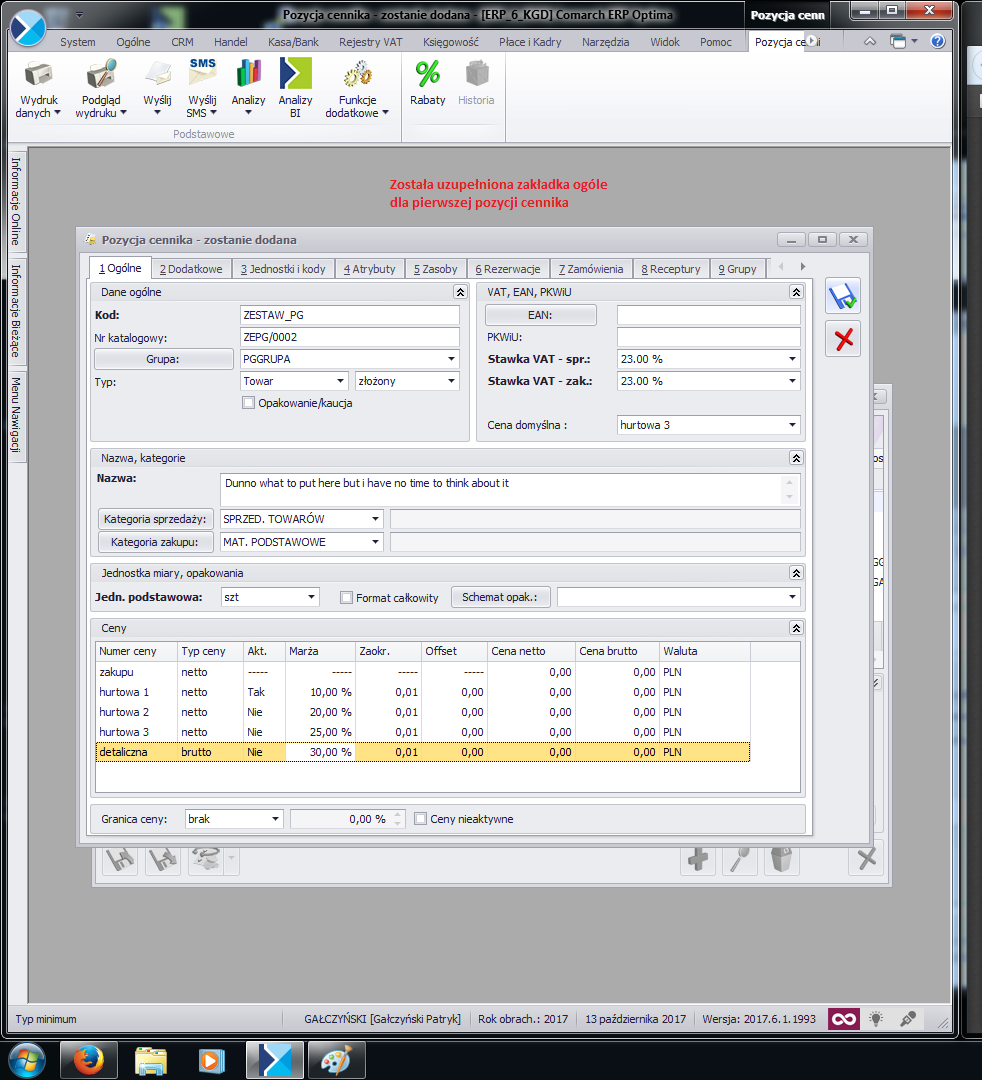 Pozycja cennika - zostanie dodana - [ERP_6_KGD] Comarch ERP Optima
Pozycja cenn
System Ogólne CRM Handel Kasa/Bank Rejestry VAT Księgowość Płace i Kadry Narzędzia Widok Pomoc
Wydruk danych
Podgląd wydruku
Wyślij
SMS
Wyślij SMS
Analizy
Analizy BI
Funkcje dodatkowe
Rabaty
Historia
Podstawowe
Informacje Online
Informacje Bieżące
Menu Nawigacji
Została uzupełniona zakładka ogóle
dla pierwszej pozycji cennika
Pozycja cennika - zostanie dodana
1 Ogólne 2 Dodatkowe 3 Jednostki i kody 4 Atrybuty 5 Zasoby 6 Rezerwacje 7 Zamówienia 8 Receptury 9 Grupy
Dane ogólne
Kod: ZESTAW_PG
Nr katalogowy: ZEPG/0002
Grupa: PGGRUPA
Typ: Towar złożony
Opakowanie/kaucja
VAT, EAN, PKWiU
EAN:
PKWiU:
Stawka VAT - spr.: 23.00 %
Stawka VAT - zak.: 23.00 %
Cena domyślna : hurtowa 3
Nazwa, kategorie
Nazwa: Dunno what to put here but i have no time to think about it
Kategoria sprzedaży: SPRZED. TOWARÓW
Kategoria zakupu: MAT. PODSTAWOWE
Jednostka miary, opakowania
Jedn. podstawowa: szt Format całkowity Schemat opak.:
Ceny
Numer ceny Typ ceny Akt. Marża Zaokr. Offset Cena netto Cena brutto Waluta
zakupu netto ----- ----- ----- ----- 0,00 0,00 PLN
hurtowa 1 netto Tak 10,00 % 0,01 0,00 0,00 0,00 PLN
hurtowa 2 netto Nie 20,00 % 0,01 0,00 0,00 0,00 PLN
hurtowa 3 netto Nie 25,00 % 0,01 0,00 0,00 0,00 PLN
detaliczna brutto Nie 30,00 % 0,01 0,00 0,00 0,00 PLN
Granica ceny: brak 0,00 % Ceny nieaktywne
Typ minimum GAŁCZYŃSKI [Gałczyński Patryk] Rok obrach.: 2017 13 października 2017 Wersja: 2017.6.1.1993